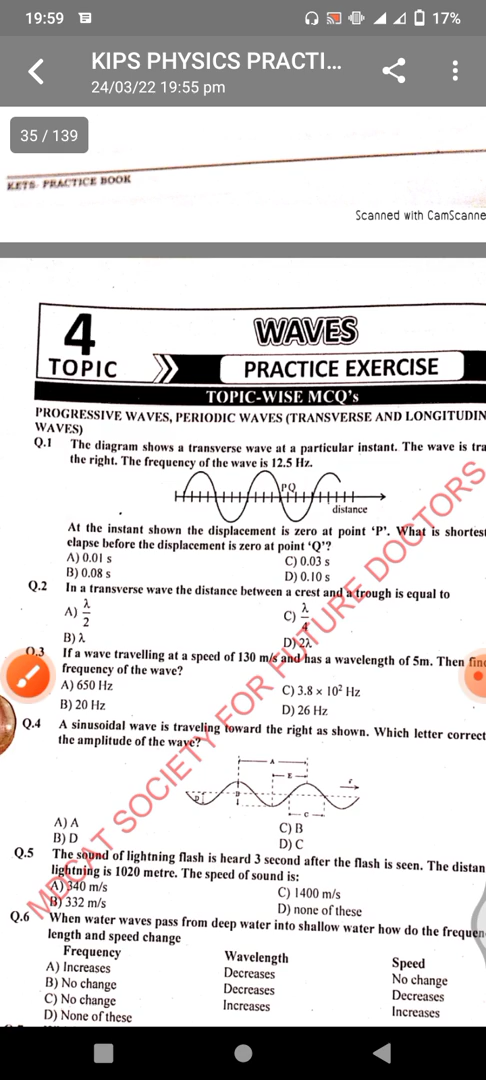 19:59
17%
KIPS PHYSICS PRACTI...
24/03/22 19:55 pm
35 / 139
KETS- PRACTICE BOOK
Scanned with CamScanne
4
TOPIC
WAVES
PRACTICE EXERCISE
TOPIC-WISE MCQ's
PROGRESSIVE WAVES, PERIODIC WAVES (TRANSVERSE AND LONGITUDIN
WAVES)
Q.1 The diagram shows a transverse wave at a particular instant. The wave is tra
the right. The frequency of the wave is 12.5 Hz.
PQ
distance
At the instant shown the displacement is zero at point 'P'. What is shortes
elapse before the displacement is zero at point 'Q'?
A) 0.01 s C) 0.03 s
B) 0.08 s D) 0.10 s
Q.2 In a transverse wave the distance between a crest and a trough is equal to
A) λ/2 C) λ/4
B) λ D) 2λ
Q.3 If a wave travelling at a speed of 130 m/s and has a wavelength of 5m. Then find
frequency of the wave?
A) 650 Hz C) 3.8 × 10² Hz
B) 20 Hz D) 26 Hz
Q.4 A sinusoidal wave is traveling toward the right as shown. Which letter correct
the amplitude of the wave?
A
E
D
B
C
A) A C) B
B) D D) C
Q.5 The sound of lightning flash is heard 3 second after the flash is seen. The distan
lightning is 1020 metre. The speed of sound is:
A) 340 m/s C) 1400 m/s
B) 332 m/s D) none of these
Q.6 When water waves pass from deep water into shallow water how do the frequen
length and speed change
Frequency Wavelength Speed
A) Increases Decreases No change
B) No change Decreases Decreases
C) No change Increases Increases
D) None of these
MDCAT SOCIETY FOR FUTURE DOCTORS